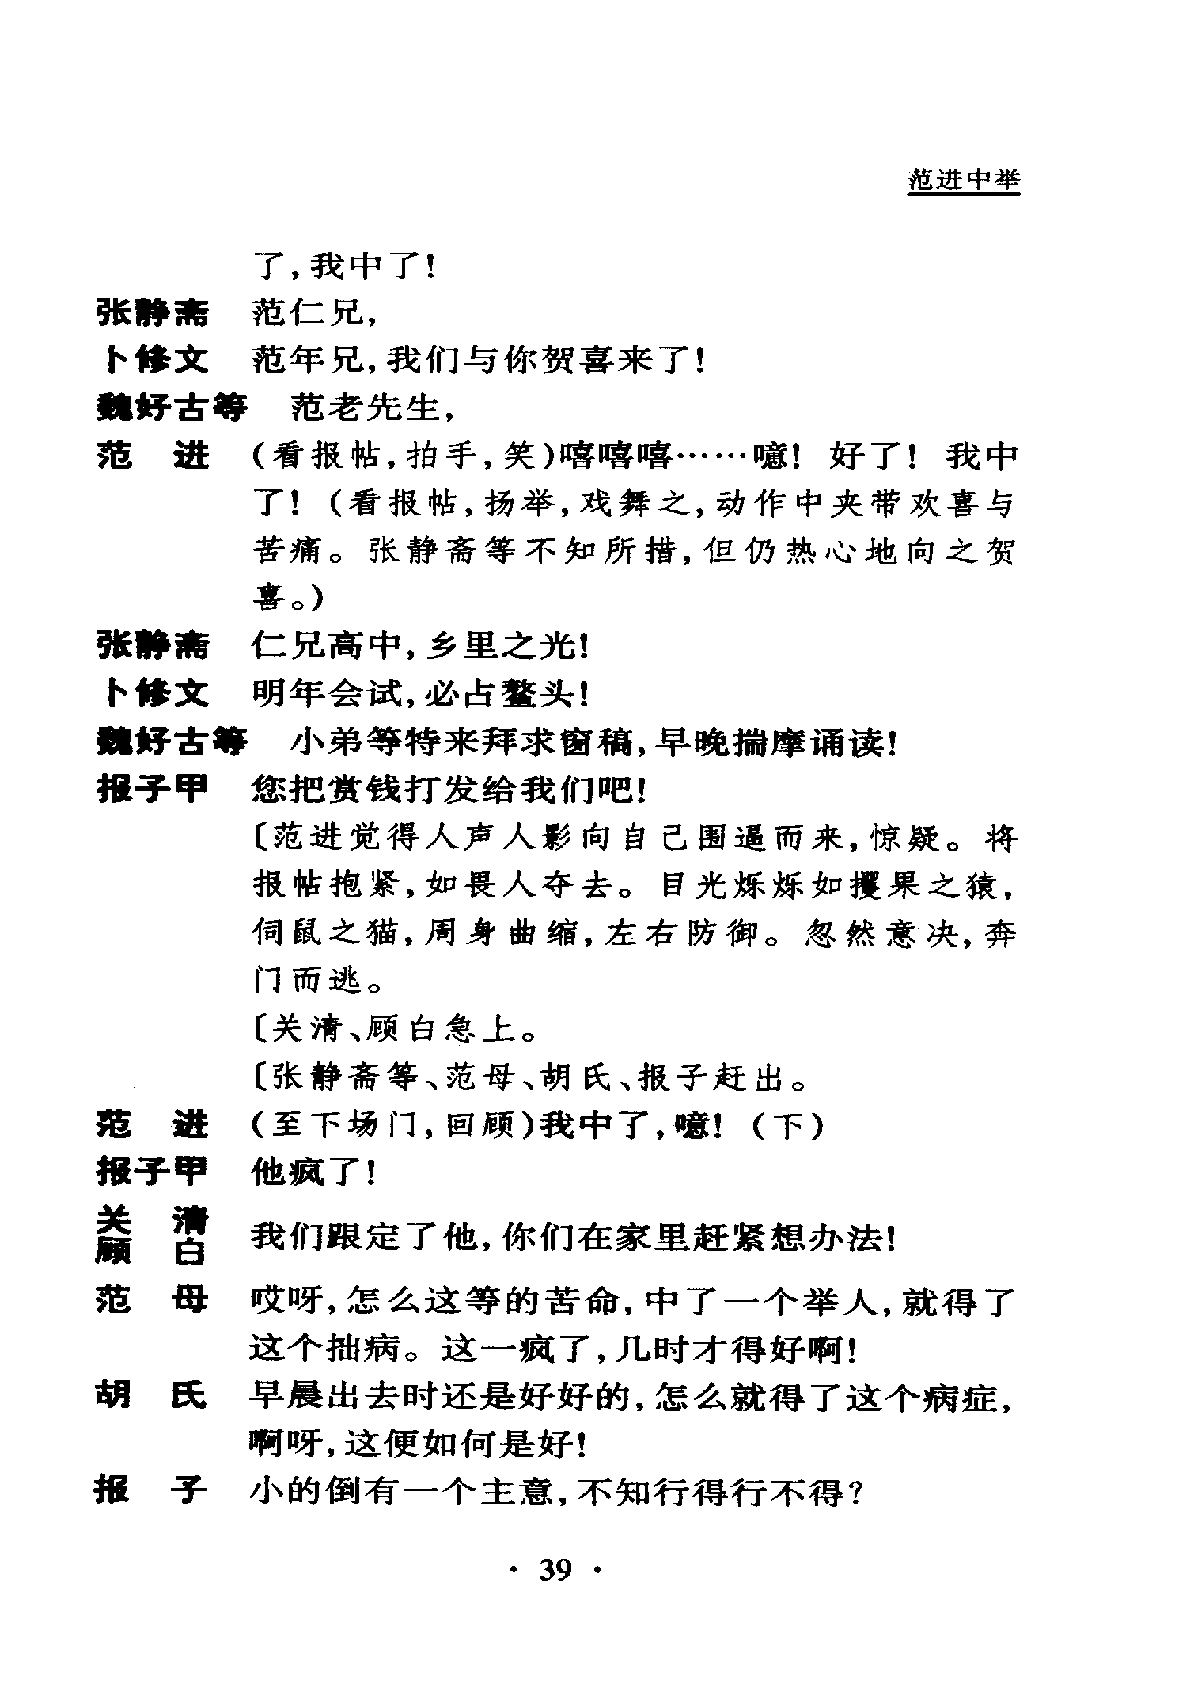 范进中举
了,我中了!
张静斋 范仁兄,
卜修文 范年兄,我们与你贺喜来了!
魏好古等 范老先生,
范 进 (看报帖,拍手,笑)嘻嘻嘻……噫! 好了! 我中
了! (看报帖,扬举,戏舞之,动作中夹带欢喜与
苦痛。张静斋等不知所措,但仍热心地向之贺
喜。)
张静斋 仁兄高中,乡里之光!
卜修文 明年会试,必占鳌头!
魏好古等 小弟等特来拜求窗稿,早晚揣摩诵读!
报子甲 您把赏钱打发给我们吧!
〔范进觉得人声人影向自己围逼而来,惊疑。将
报帖抱紧,如畏人夺去。目光烁烁如攫果之猿,
伺鼠之猫,周身曲缩,左右防御。忽然意决,奔
门而逃。
〔关清、顾白急上。
〔张静斋等、范母、胡氏、报子赶出。
范 进 (至下场门,回顾)我中了,噫! (下)
报子甲 他疯了!
关 清
顾 白 我们跟定了他,你们在家里赶紧想办法!
范 母 哎呀,怎么这等的苦命,中了一个举人,就得了
这个拙病。这一疯了,几时才得好啊!
胡 氏 早晨出去时还是好好的,怎么就得了这个病症,
啊呀,这便如何是好!
报 子 小的倒有一个主意,不知行得行不得?
· 39 ·